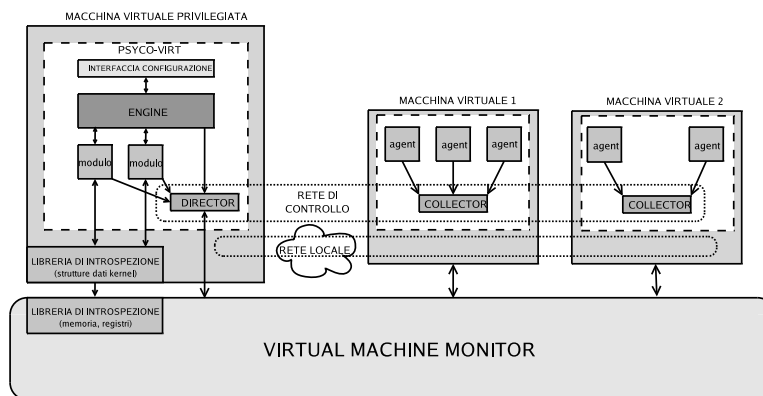 MACCHINA VIRTUALE PRIVILEGIATA
PSYCO-VIRT
INTERFACCIA CONFIGURAZIONE
ENGINE
modulo
modulo
DIRECTOR
LIBRERIA DI INTROSPEZIONE
(strutture dati kernel)
LIBRERIA DI INTROSPEZIONE
(memoria, registri)
RETE DI
CONTROLLO
RETE LOCALE
MACCHINA VIRTUALE 1
agent
agent
agent
COLLECTOR
MACCHINA VIRTUALE 2
agent
agent
COLLECTOR
VIRTUAL MACHINE MONITOR